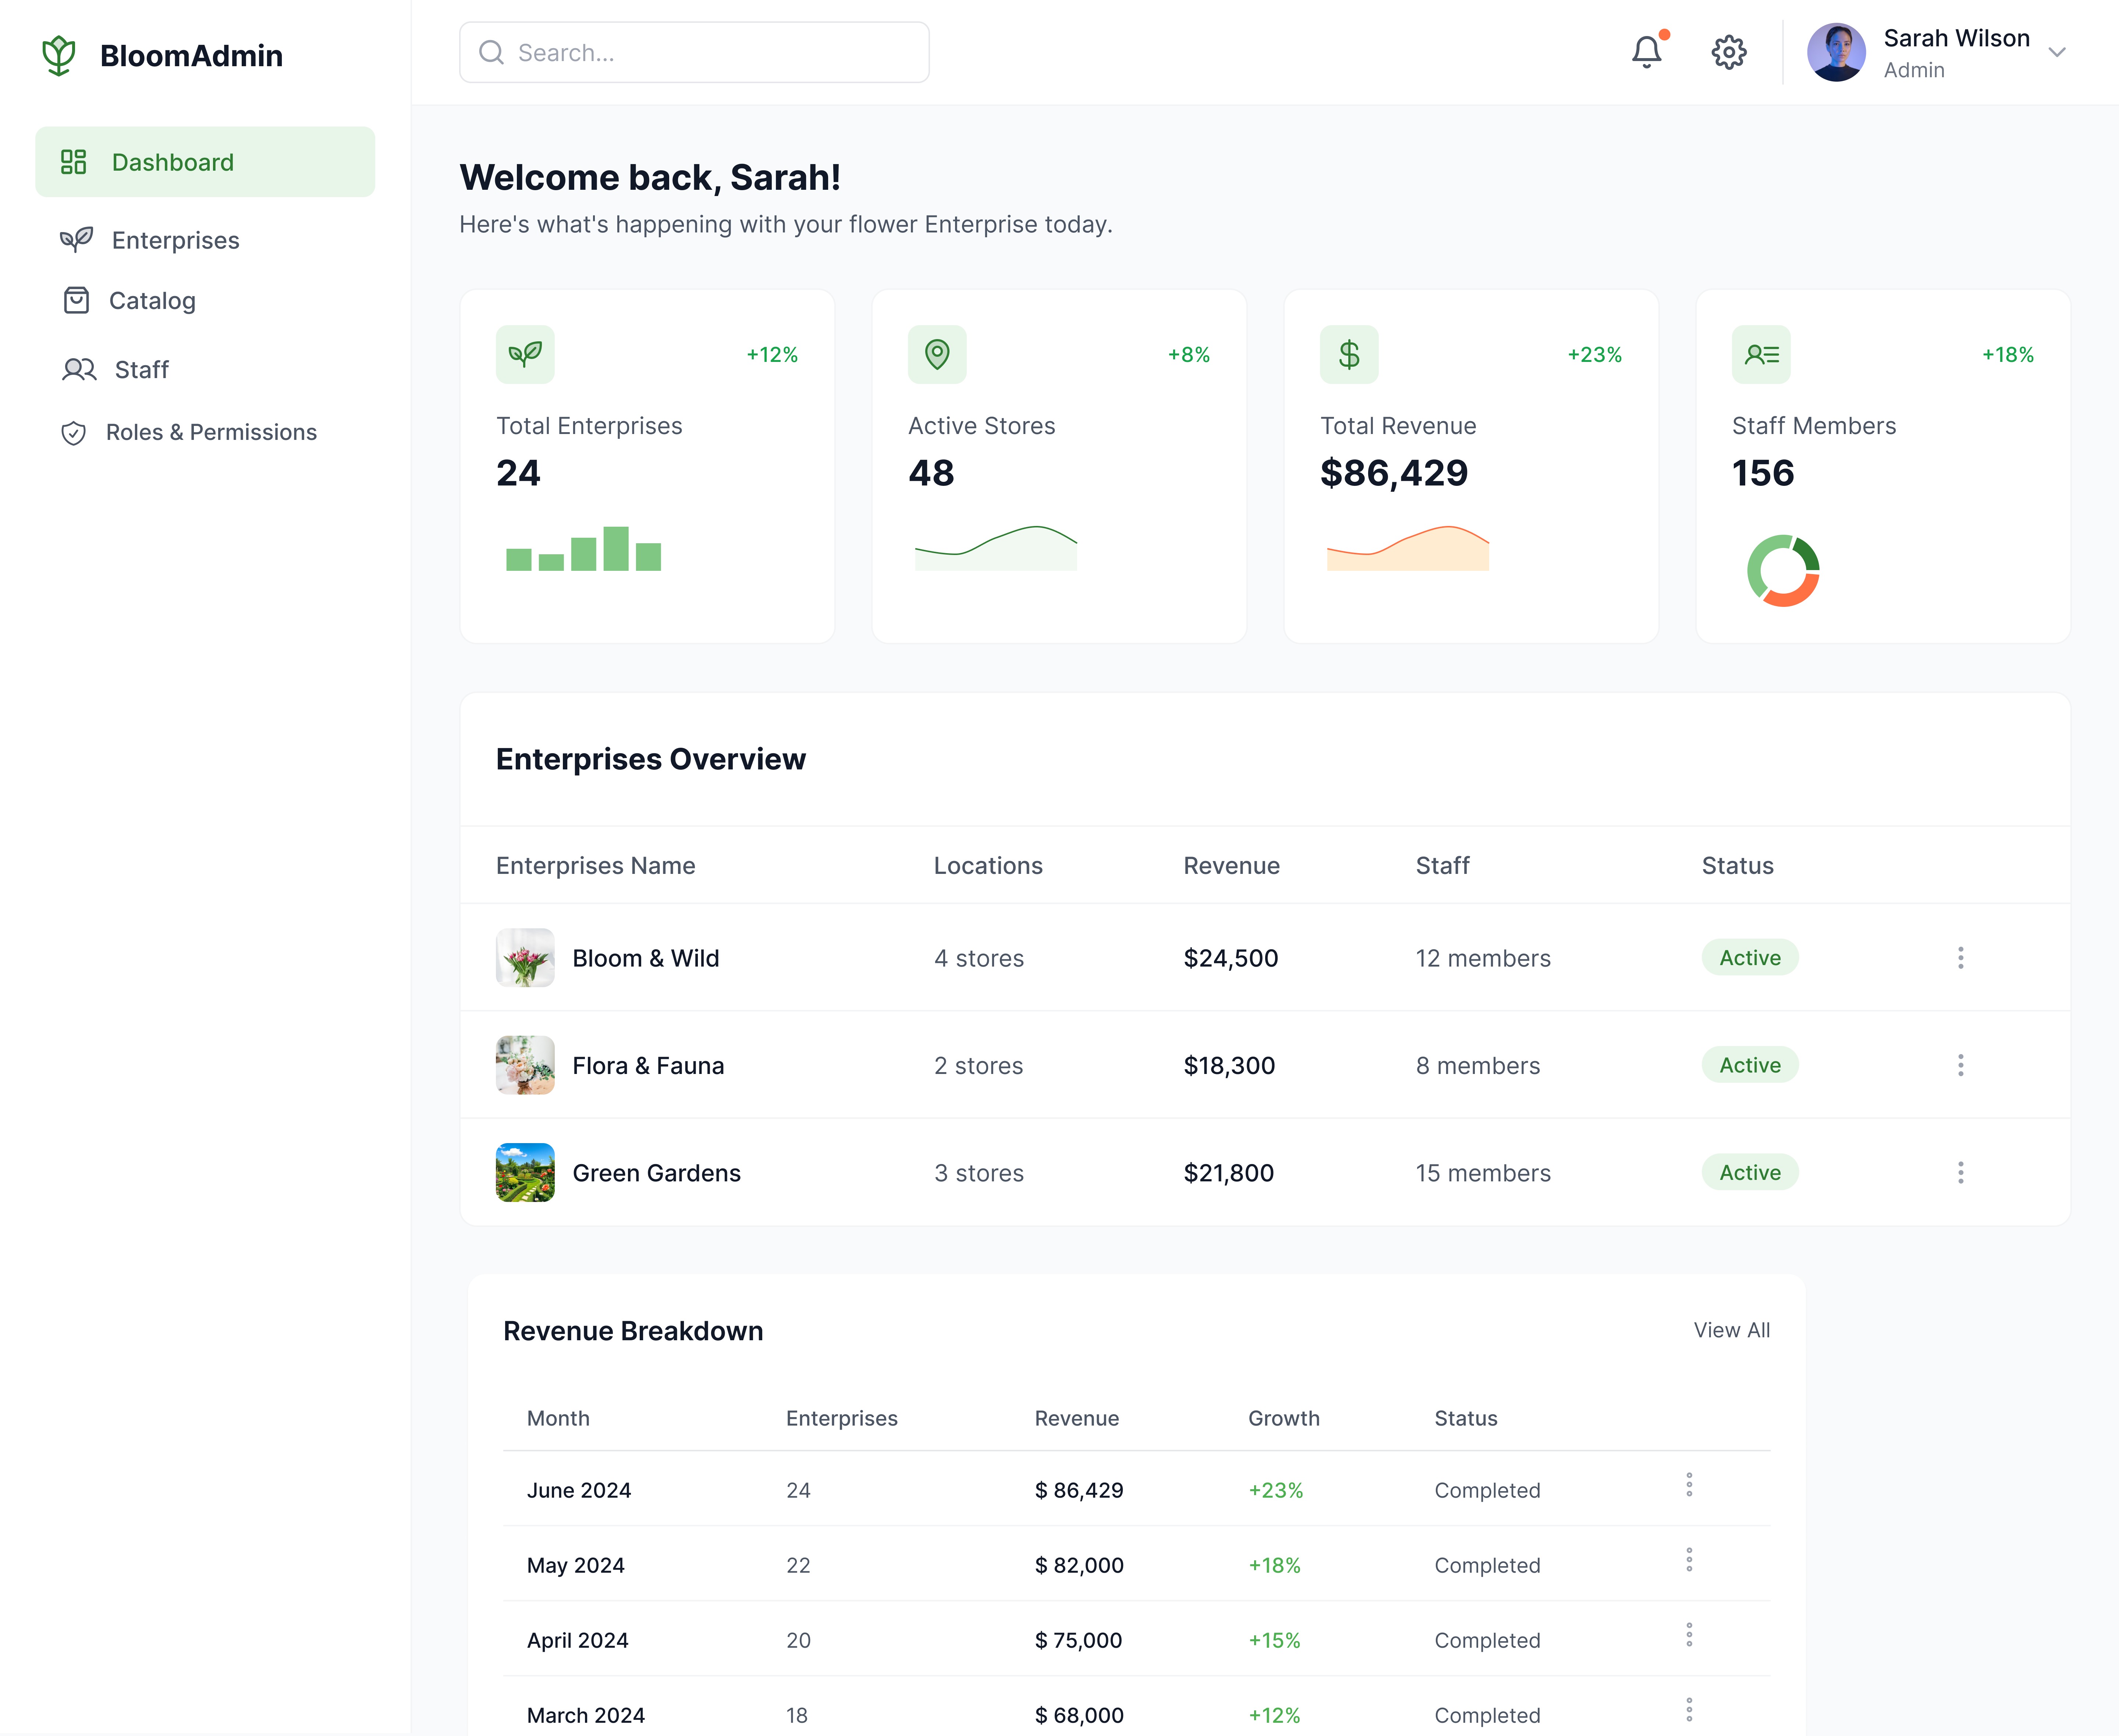 BloomAdmin
Search...
Sarah Wilson
Admin
Dashboard
Enterprises
Catalog
Staff
Roles & Permissions
Welcome back, Sarah!
Here's what's happening with your flower Enterprise today.
+12%
Total Enterprises
24
+8%
Active Stores
48
+23%
Total Revenue
$86,429
+18%
Staff Members
156
Enterprises Overview
Enterprises Name Locations Revenue Staff Status
Bloom & Wild 4 stores $24,500 12 members Active
Flora & Fauna 2 stores $18,300 8 members Active
Green Gardens 3 stores $21,800 15 members Active
Revenue Breakdown View All
Month Enterprises Revenue Growth Status
June 2024 24 $ 86,429 +23% Completed
May 2024 22 $ 82,000 +18% Completed
April 2024 20 $ 75,000 +15% Completed
March 2024 18 $ 68,000 +12% Completed